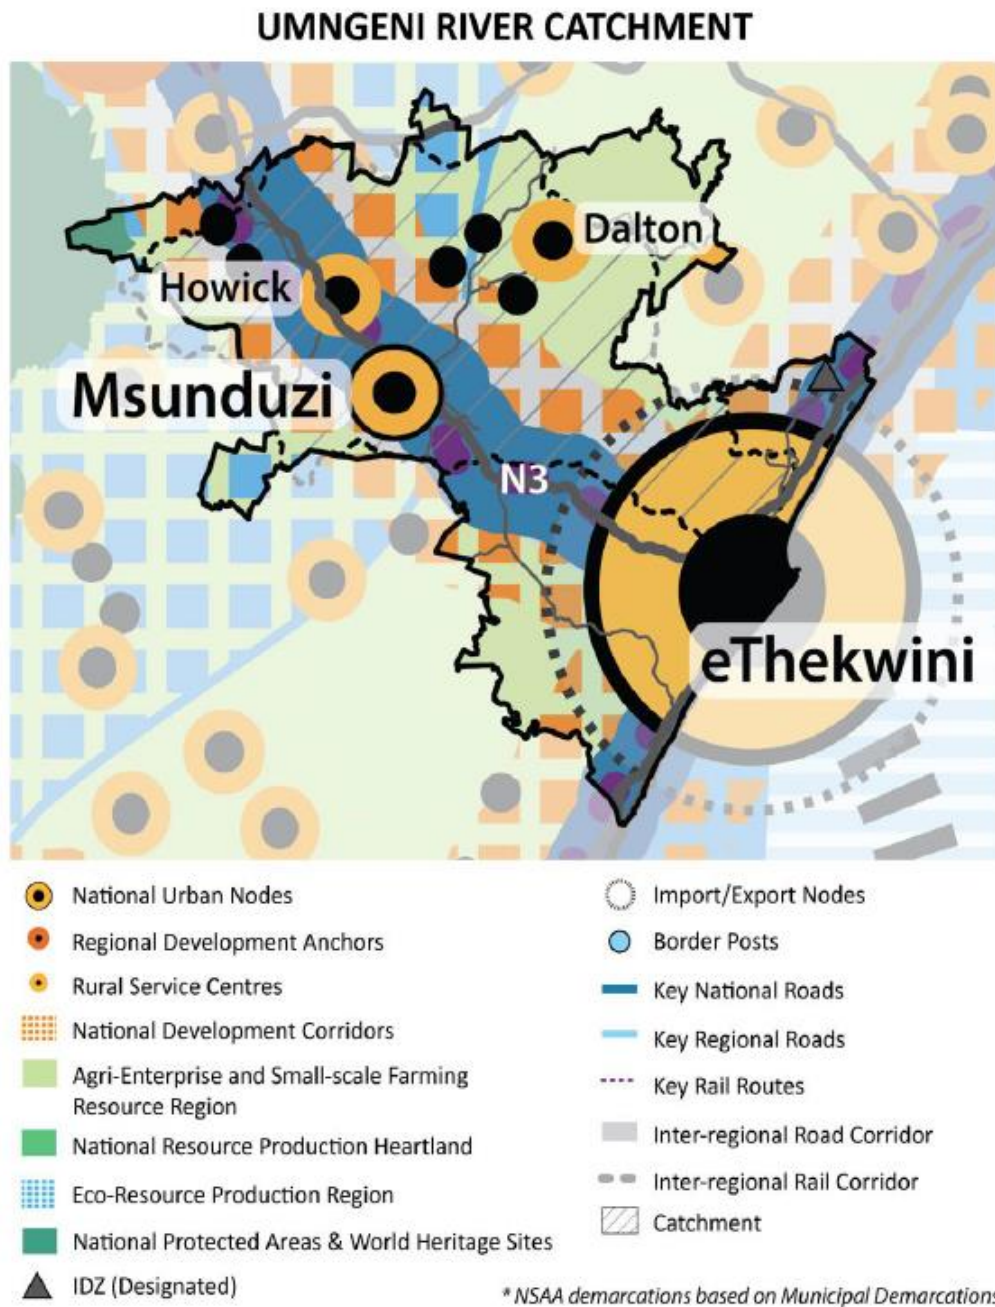 UMNGENI RIVER CATCHMENT
Dalton
Howick
Msunduzi
N3
eThekwini
National Urban Nodes
Regional Development Anchors
Rural Service Centres
National Development Corridors
Agri-Enterprise and Small-scale Farming
Resource Region
National Resource Production Heartland
Eco-Resource Production Region
National Protected Areas & World Heritage Sites
IDZ (Designated)
Import/Export Nodes
Border Posts
Key National Roads
Key Regional Roads
Key Rail Routes
Inter-regional Road Corridor
Inter-regional Rail Corridor
Catchment
* NSAA demarcations based on Municipal Demarcations